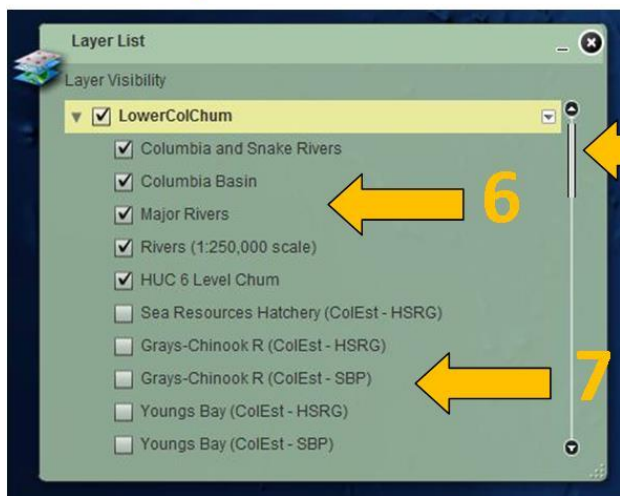 Layer List
Layer Visibility
LowerColChum
Columbia and Snake Rivers
Columbia Basin
Major Rivers
6
Rivers (1:250,000 scale)
HUC 6 Level Chum
Sea Resources Hatchery (ColEst - HSRG)
Grays-Chinook R (ColEst - HSRG)
Grays-Chinook R (ColEst - SBP)
7
Youngs Bay (ColEst - HSRG)
Youngs Bay (ColEst - SBP)